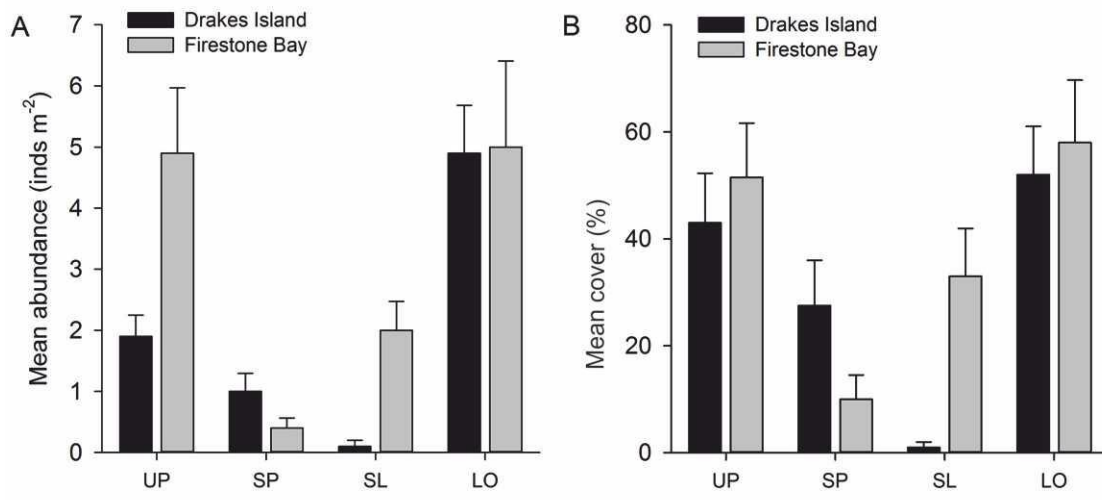 A
Drakes Island
Firestone Bay
Mean abundance (inds m⁻²)
7
6
5
4
3
2
1
0
UP SP SL LO
B
Drakes Island
Firestone Bay
Mean cover (%)
80
60
40
20
0
UP SP SL LO